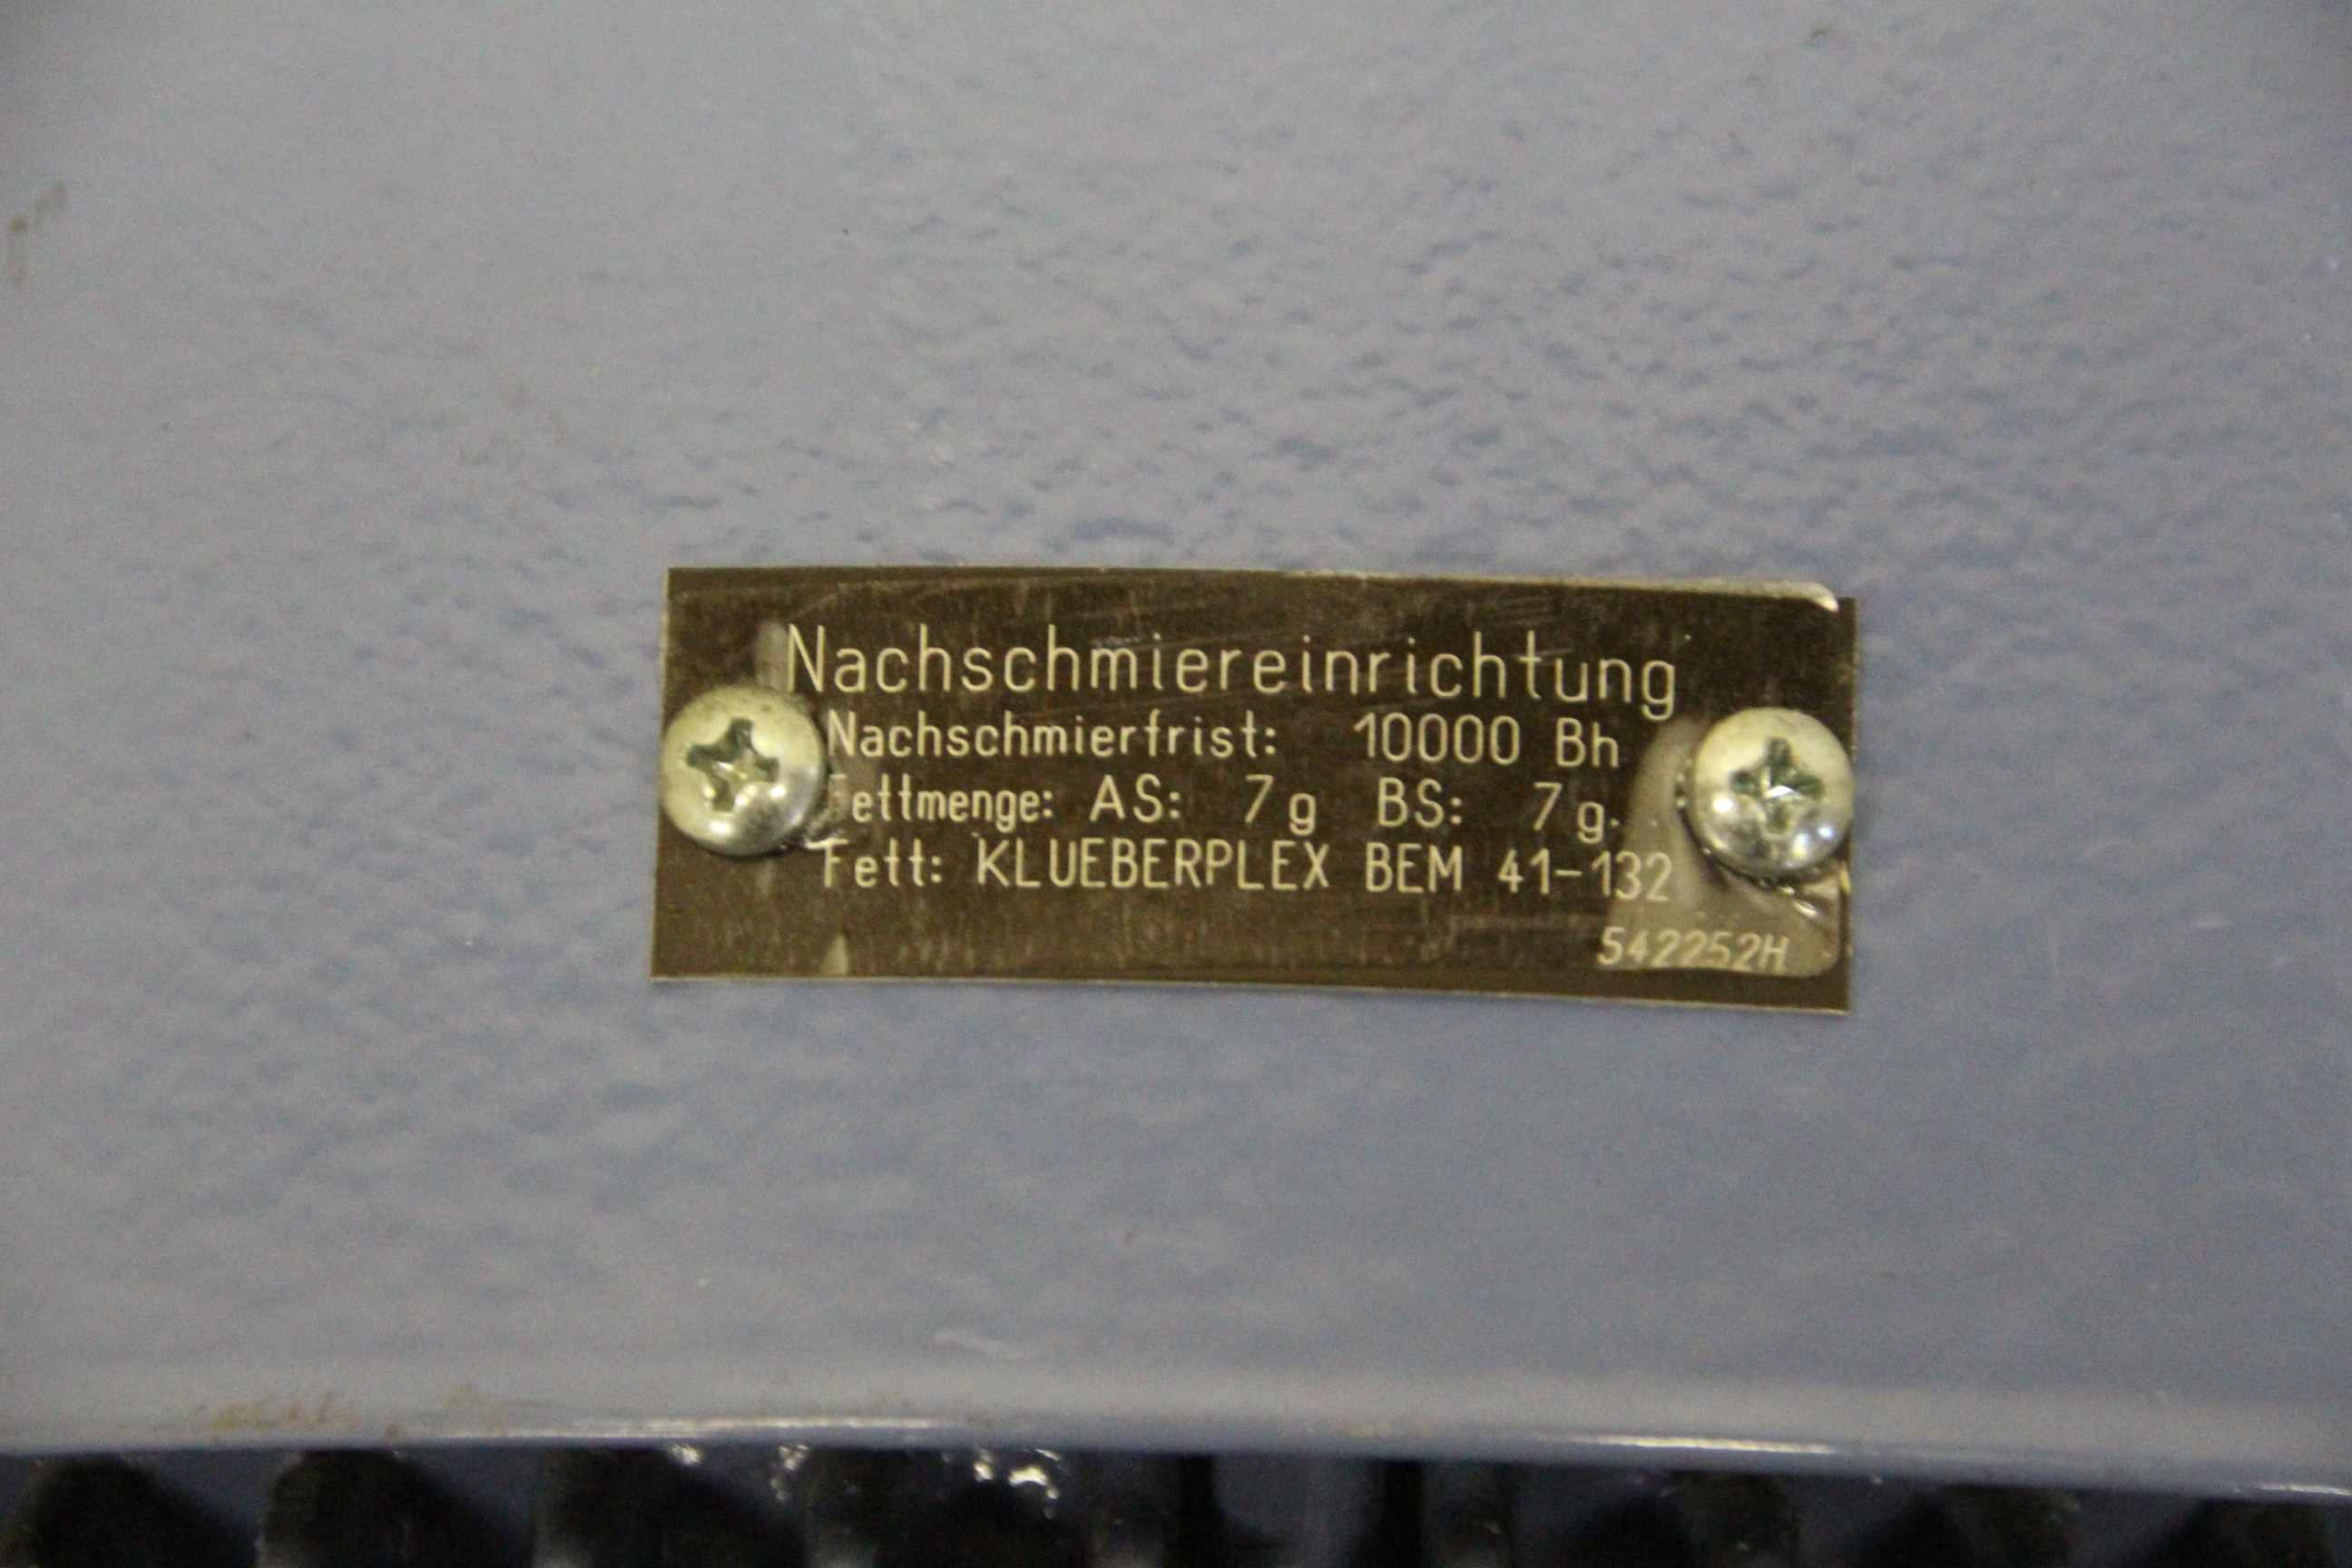 Nachschmiereinrichtung
Nachschmierfrist: 10000 Bh
Fettmenge: AS: 7 g BS: 7 g.
Fett: KLUEBERPLEX BEM 41-132
542252H